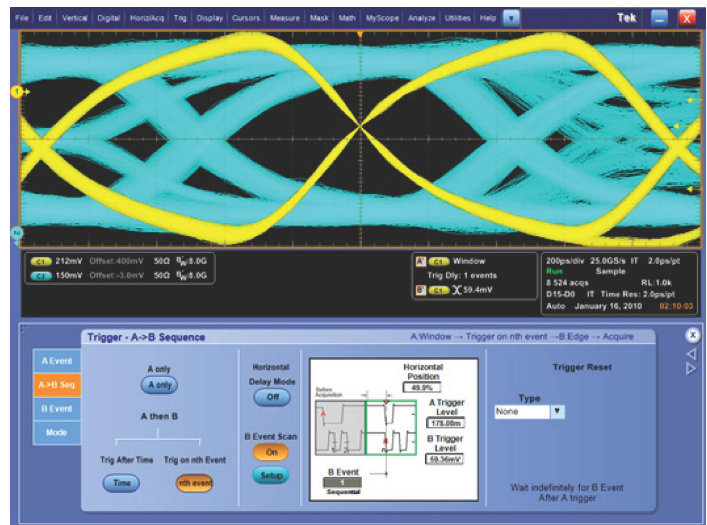 File Edit Vertical Digital Horiz/Acq Trig Display Cursors Measure Mask Math MyScope Analyze Utilities Help Tek X
1
2
C1 212mV Offset:400mV 50Ω BW:8.0G
C2 150mV Offset:-3.0mV 50Ω BW:8.0G
A' C1 Window
Trig Dly: 1 events
B' C1 59.4mV
200ps/div 25.0GS/s IT 2.0ps/pt
Run Sample
8 524 acqs RL:1.0k
D15-D0 IT Time Res: 2.0ps/pt
Auto January 16, 2010 02:10:03
Trigger - A->B Sequence
A:Window → Trigger on nth event →B:Edge → Acquire
X
A Event
A->B Seq
B Event
Mode
A only
A only
A then B
Trig After Time Trig on nth Event
Time nth event
Horizontal
Delay Mode
Off
B Event Scan
On
Setup
Before
Acquisition
Horizontal
Position
49.9%
A Trigger
Level
178.08m
B Trigger
Level
59.36mV
B Event
1
Sequential
Trigger Reset
Type
None
Wait indefinitely for B Event
After A trigger